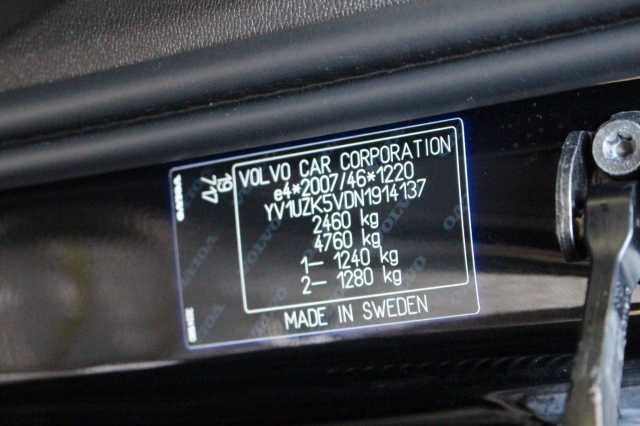 VOLVO CAR CORPORATION
e4*2007/46*1220
YV1UZK5VDN1914137
2460 kg
4760 kg
1– 1240 kg
2– 1280 kg
MADE IN SWEDEN
VOLVO